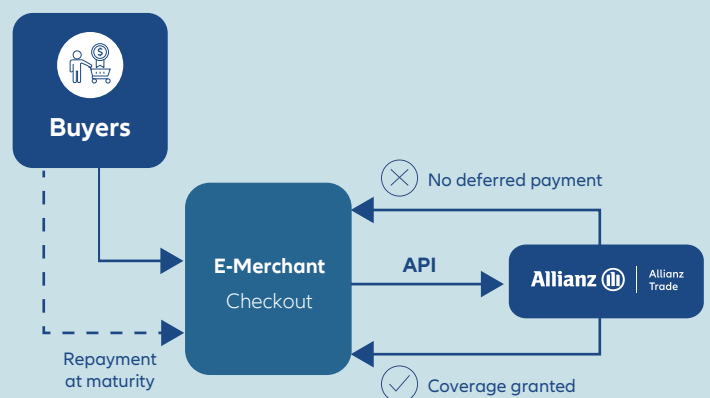 $
Buyers
No deferred payment
E-Merchant
Checkout
API
Allianz
Allianz
Trade
Repayment
at maturity
Coverage granted